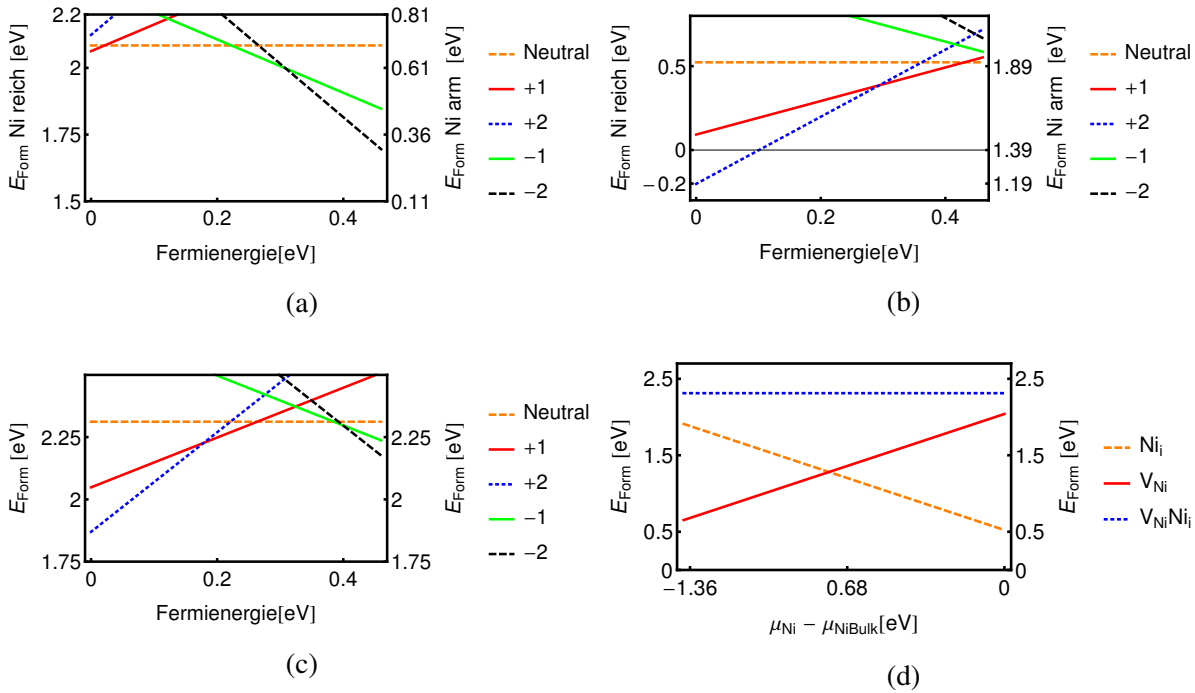 2.2
2
1.75
1.5
0.81
0.61
0.36
0.11
0
0.2
0.4
E_Form Ni reich [eV]
E_Form Ni arm [eV]
Fermienergie[eV]
Neutral
+1
+2
−1
−2
(a)
0.5
0
−0.2
1.89
1.39
1.19
0
0.2
0.4
E_Form Ni reich [eV]
E_Form Ni arm [eV]
Fermienergie[eV]
Neutral
+1
+2
−1
−2
(b)
2.25
2
1.75
2.25
2
1.75
0
0.2
0.4
E_Form [eV]
E_Form [eV]
Fermienergie[eV]
Neutral
+1
+2
−1
−2
(c)
2.5
1.5
0.5
0
2.5
1.5
0.5
0
−1.36
0.68
0
E_Form [eV]
E_Form [eV]
μ_Ni − μ_NiBulk[eV]
Ni_i
V_Ni
V_NiNi_i
(d)